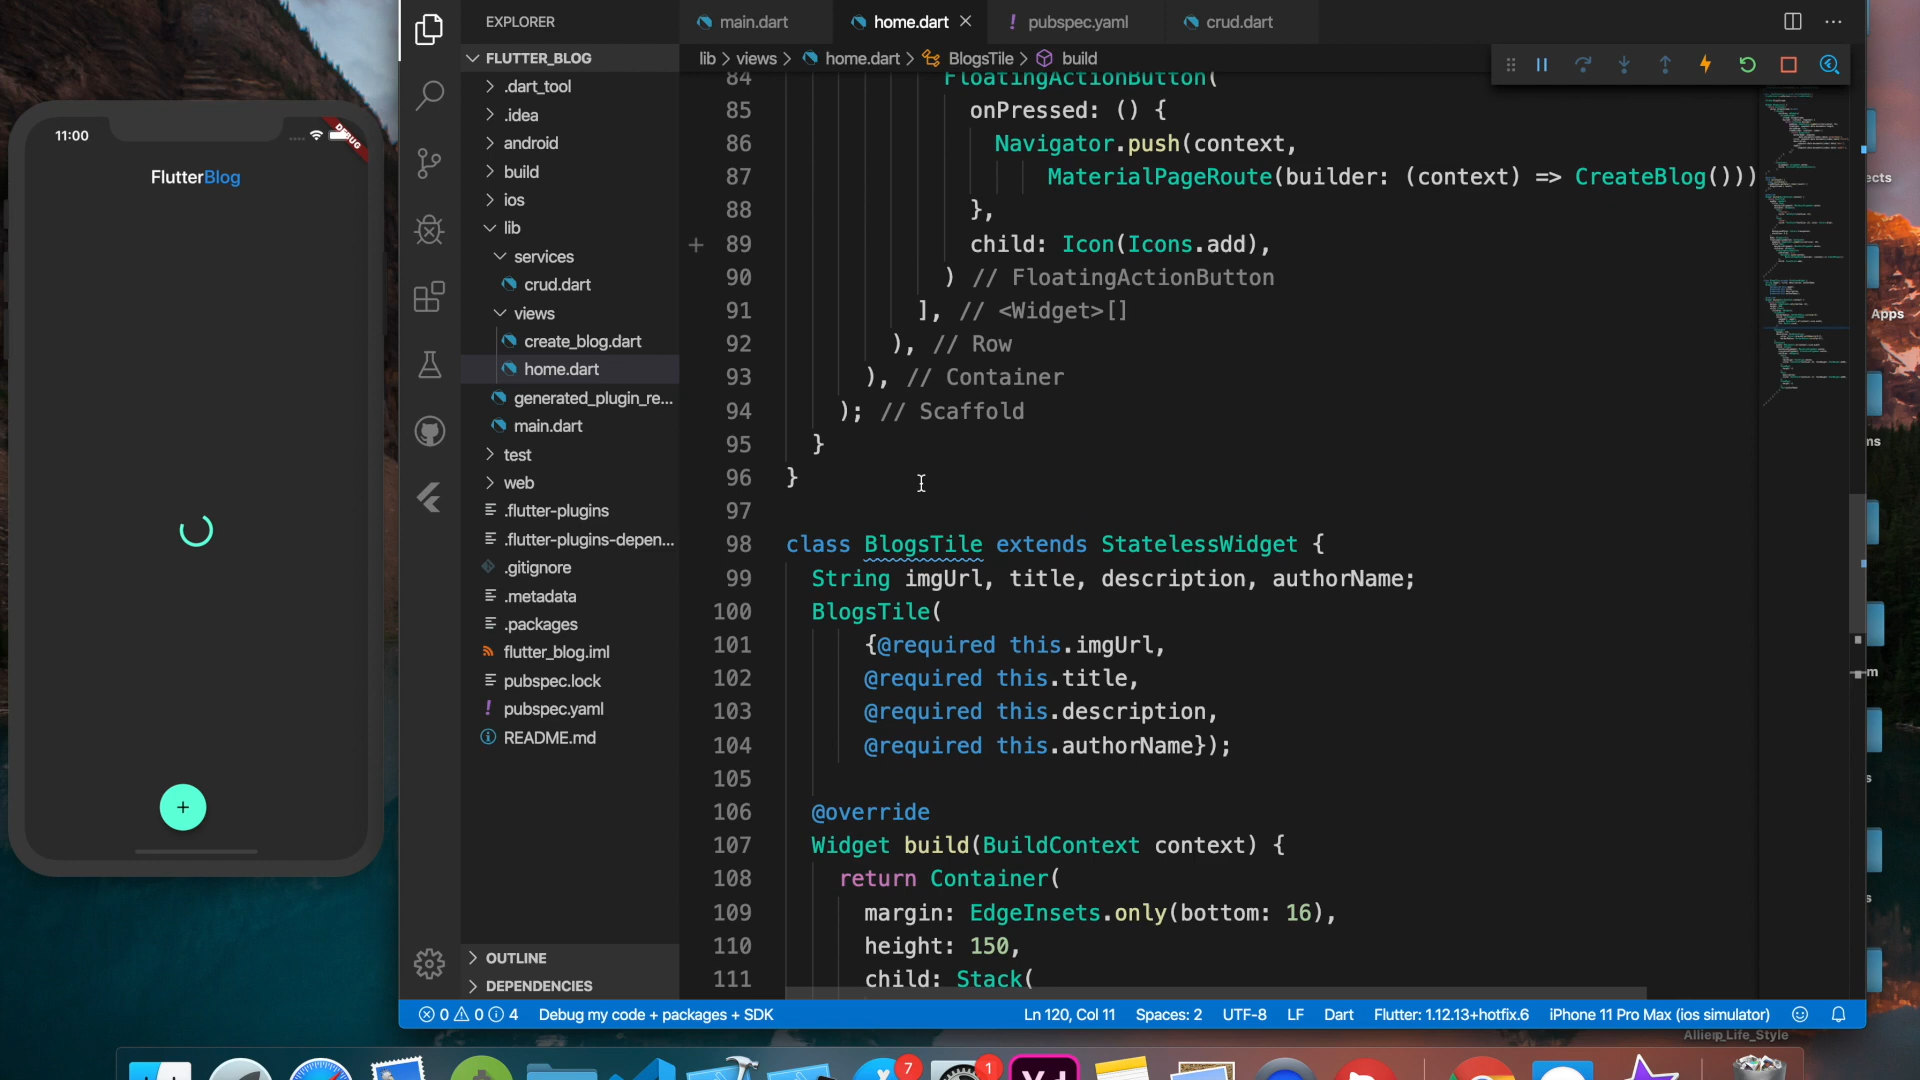 11:00
DEBUG
FlutterBlog
+
EXPLORER
FLUTTER_BLOG
.dart_tool
.idea
android
build
ios
lib
services
crud.dart
views
create_blog.dart
home.dart
generated_plugin_re...
main.dart
test
web
.flutter-plugins
.flutter-plugins-depen...
.gitignore
.metadata
.packages
flutter_blog.iml
pubspec.lock
! pubspec.yaml
README.md
OUTLINE
DEPENDENCIES
main.dart
home.dart
! pubspec.yaml
crud.dart
lib > views > home.dart > BlogsTile > build
84 FloatingActionButton(
85 onPressed: () {
86 Navigator.push(context,
87 MaterialPageRoute(builder: (context) => CreateBlog()))
88 },
89 child: Icon(Icons.add),
90 ) // FloatingActionButton
91 ], // <Widget>[]
92 ), // Row
93 ), // Container
94 ); // Scaffold
95 }
96 }
97
98 class BlogsTile extends StatelessWidget {
99 String imgUrl, title, description, authorName;
100 BlogsTile(
101 {@required this.imgUrl,
102 @required this.title,
103 @required this.description,
104 @required this.authorName});
105
106 @override
107 Widget build(BuildContext context) {
108 return Container(
109 margin: EdgeInsets.only(bottom: 16),
110 height: 150,
111 child: Stack(
0 0 4 Debug my code + packages + SDK
Ln 120, Col 11 Spaces: 2 UTF-8 LF Dart Flutter: 1.12.13+hotfix.6 iPhone 11 Pro Max (ios simulator)
ects
Apps
ns
m
s
s
7
1
Xd